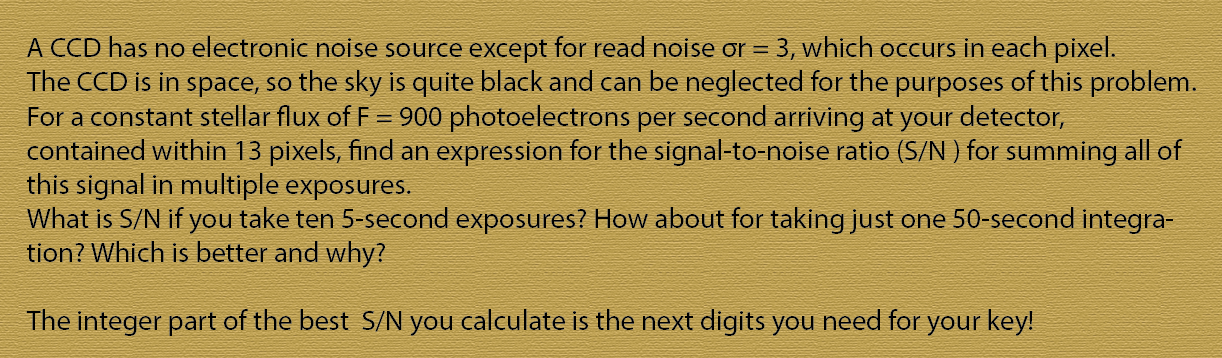 A CCD has no electronic noise source except for read noise σr = 3, which occurs in each pixel.
The CCD is in space, so the sky is quite black and can be neglected for the purposes of this problem.
For a constant stellar flux of F = 900 photoelectrons per second arriving at your detector,
contained within 13 pixels, find an expression for the signal-to-noise ratio (S/N ) for summing all of
this signal in multiple exposures.
What is S/N if you take ten 5-second exposures? How about for taking just one 50-second integra-
tion? Which is better and why?
The integer part of the best  S/N you calculate is the next digits you need for your key!